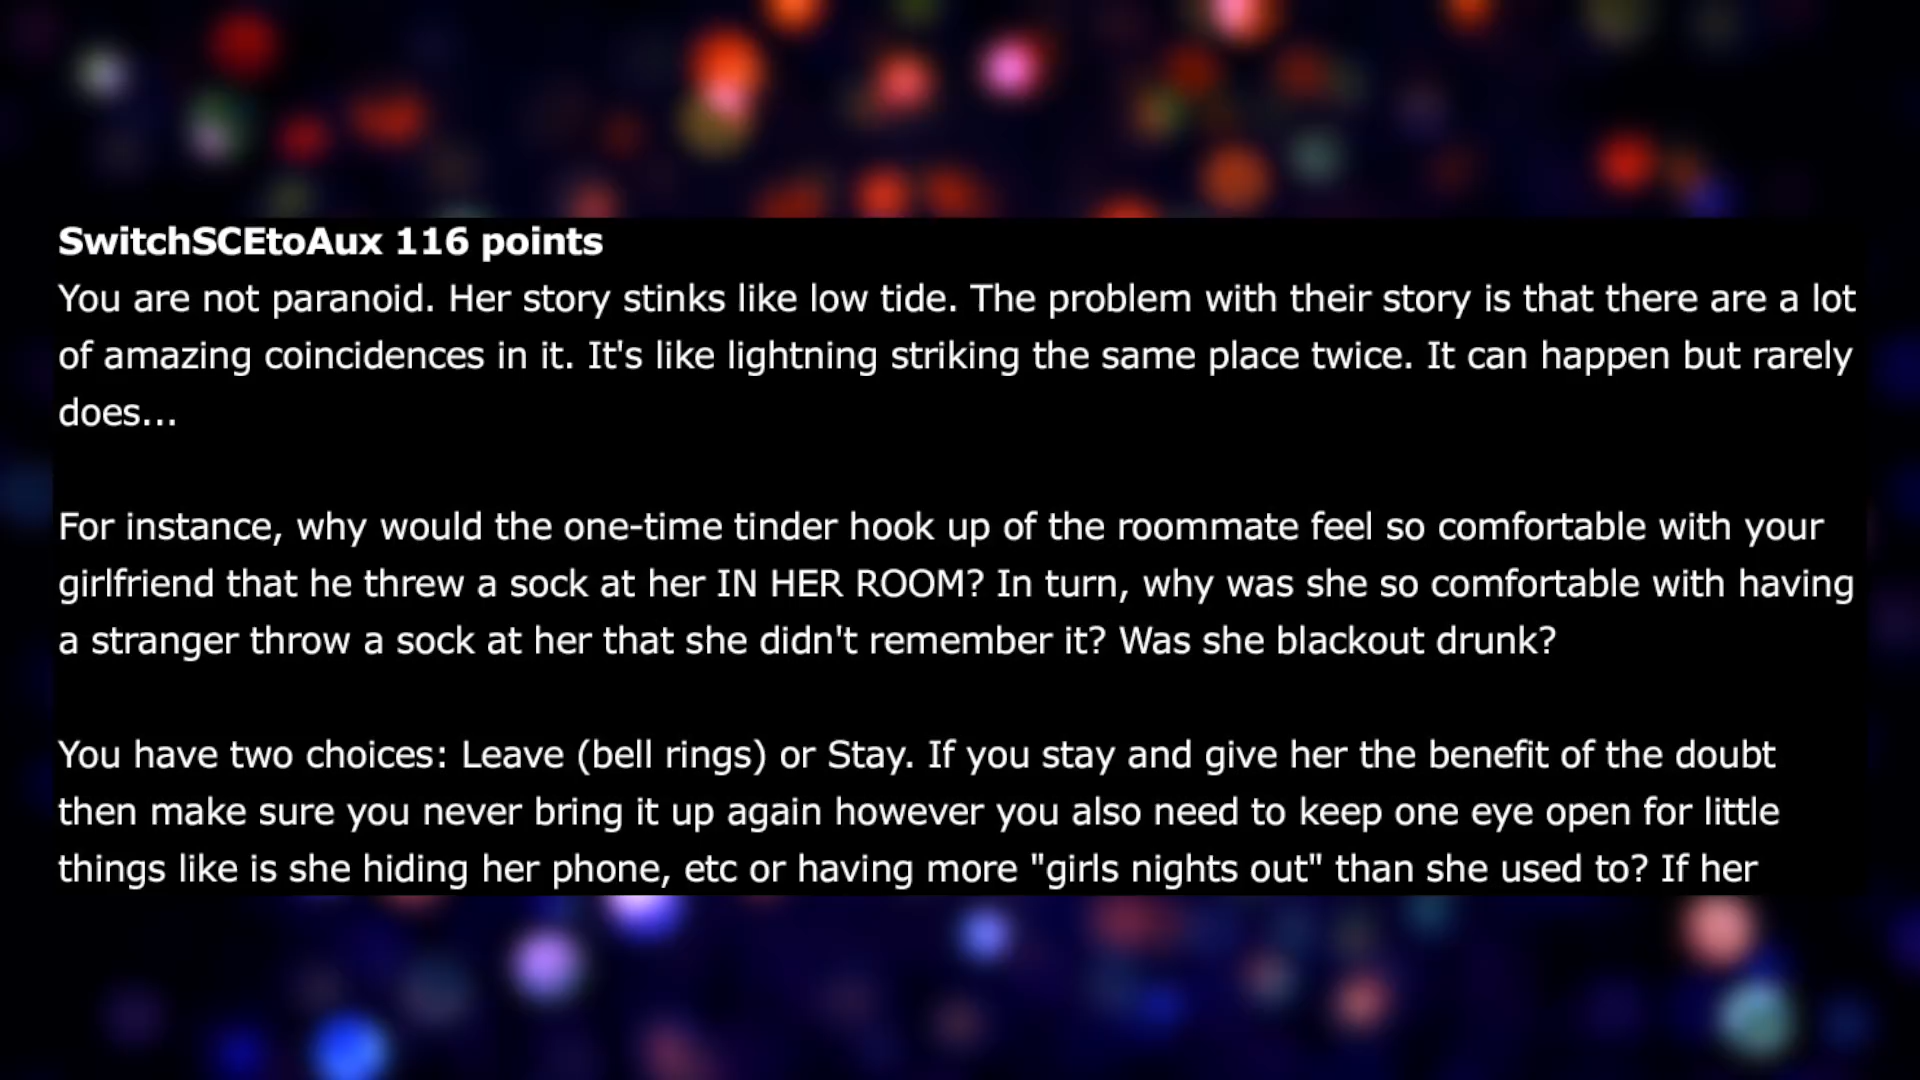 SwitchSCEtoAux 116 points
You are not paranoid. Her story stinks like low tide. The problem with their story is that there are a lot
of amazing coincidences in it. It's like lightning striking the same place twice. It can happen but rarely
does...
For instance, why would the one-time tinder hook up of the roommate feel so comfortable with your
girlfriend that he threw a sock at her IN HER ROOM? In turn, why was she so comfortable with having
a stranger throw a sock at her that she didn't remember it? Was she blackout drunk?
You have two choices: Leave (bell rings) or Stay. If you stay and give her the benefit of the doubt
then make sure you never bring it up again however you also need to keep one eye open for little
things like is she hiding her phone, etc or having more "girls nights out" than she used to? If her